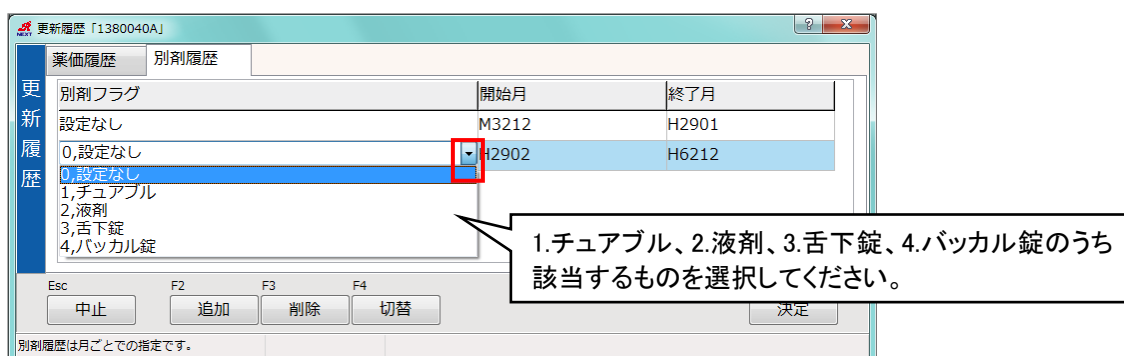 NEXT 更新履歴「1380040A」
薬価履歴 別剤履歴
更新履歴
別剤フラグ 開始月 終了月
設定なし M3212 H2901
0,設定なし H2902 H6212
0,設定なし
1,チュアブル
2,液剤
3,舌下錠
4,バッカル錠
1.チュアブル、2.液剤、3.舌下錠、4.バッカル錠のうち
該当するものを選択してください。
Esc F2 F3 F4
中止 追加 削除 切替 決定
別剤履歴は月ごとでの指定です。